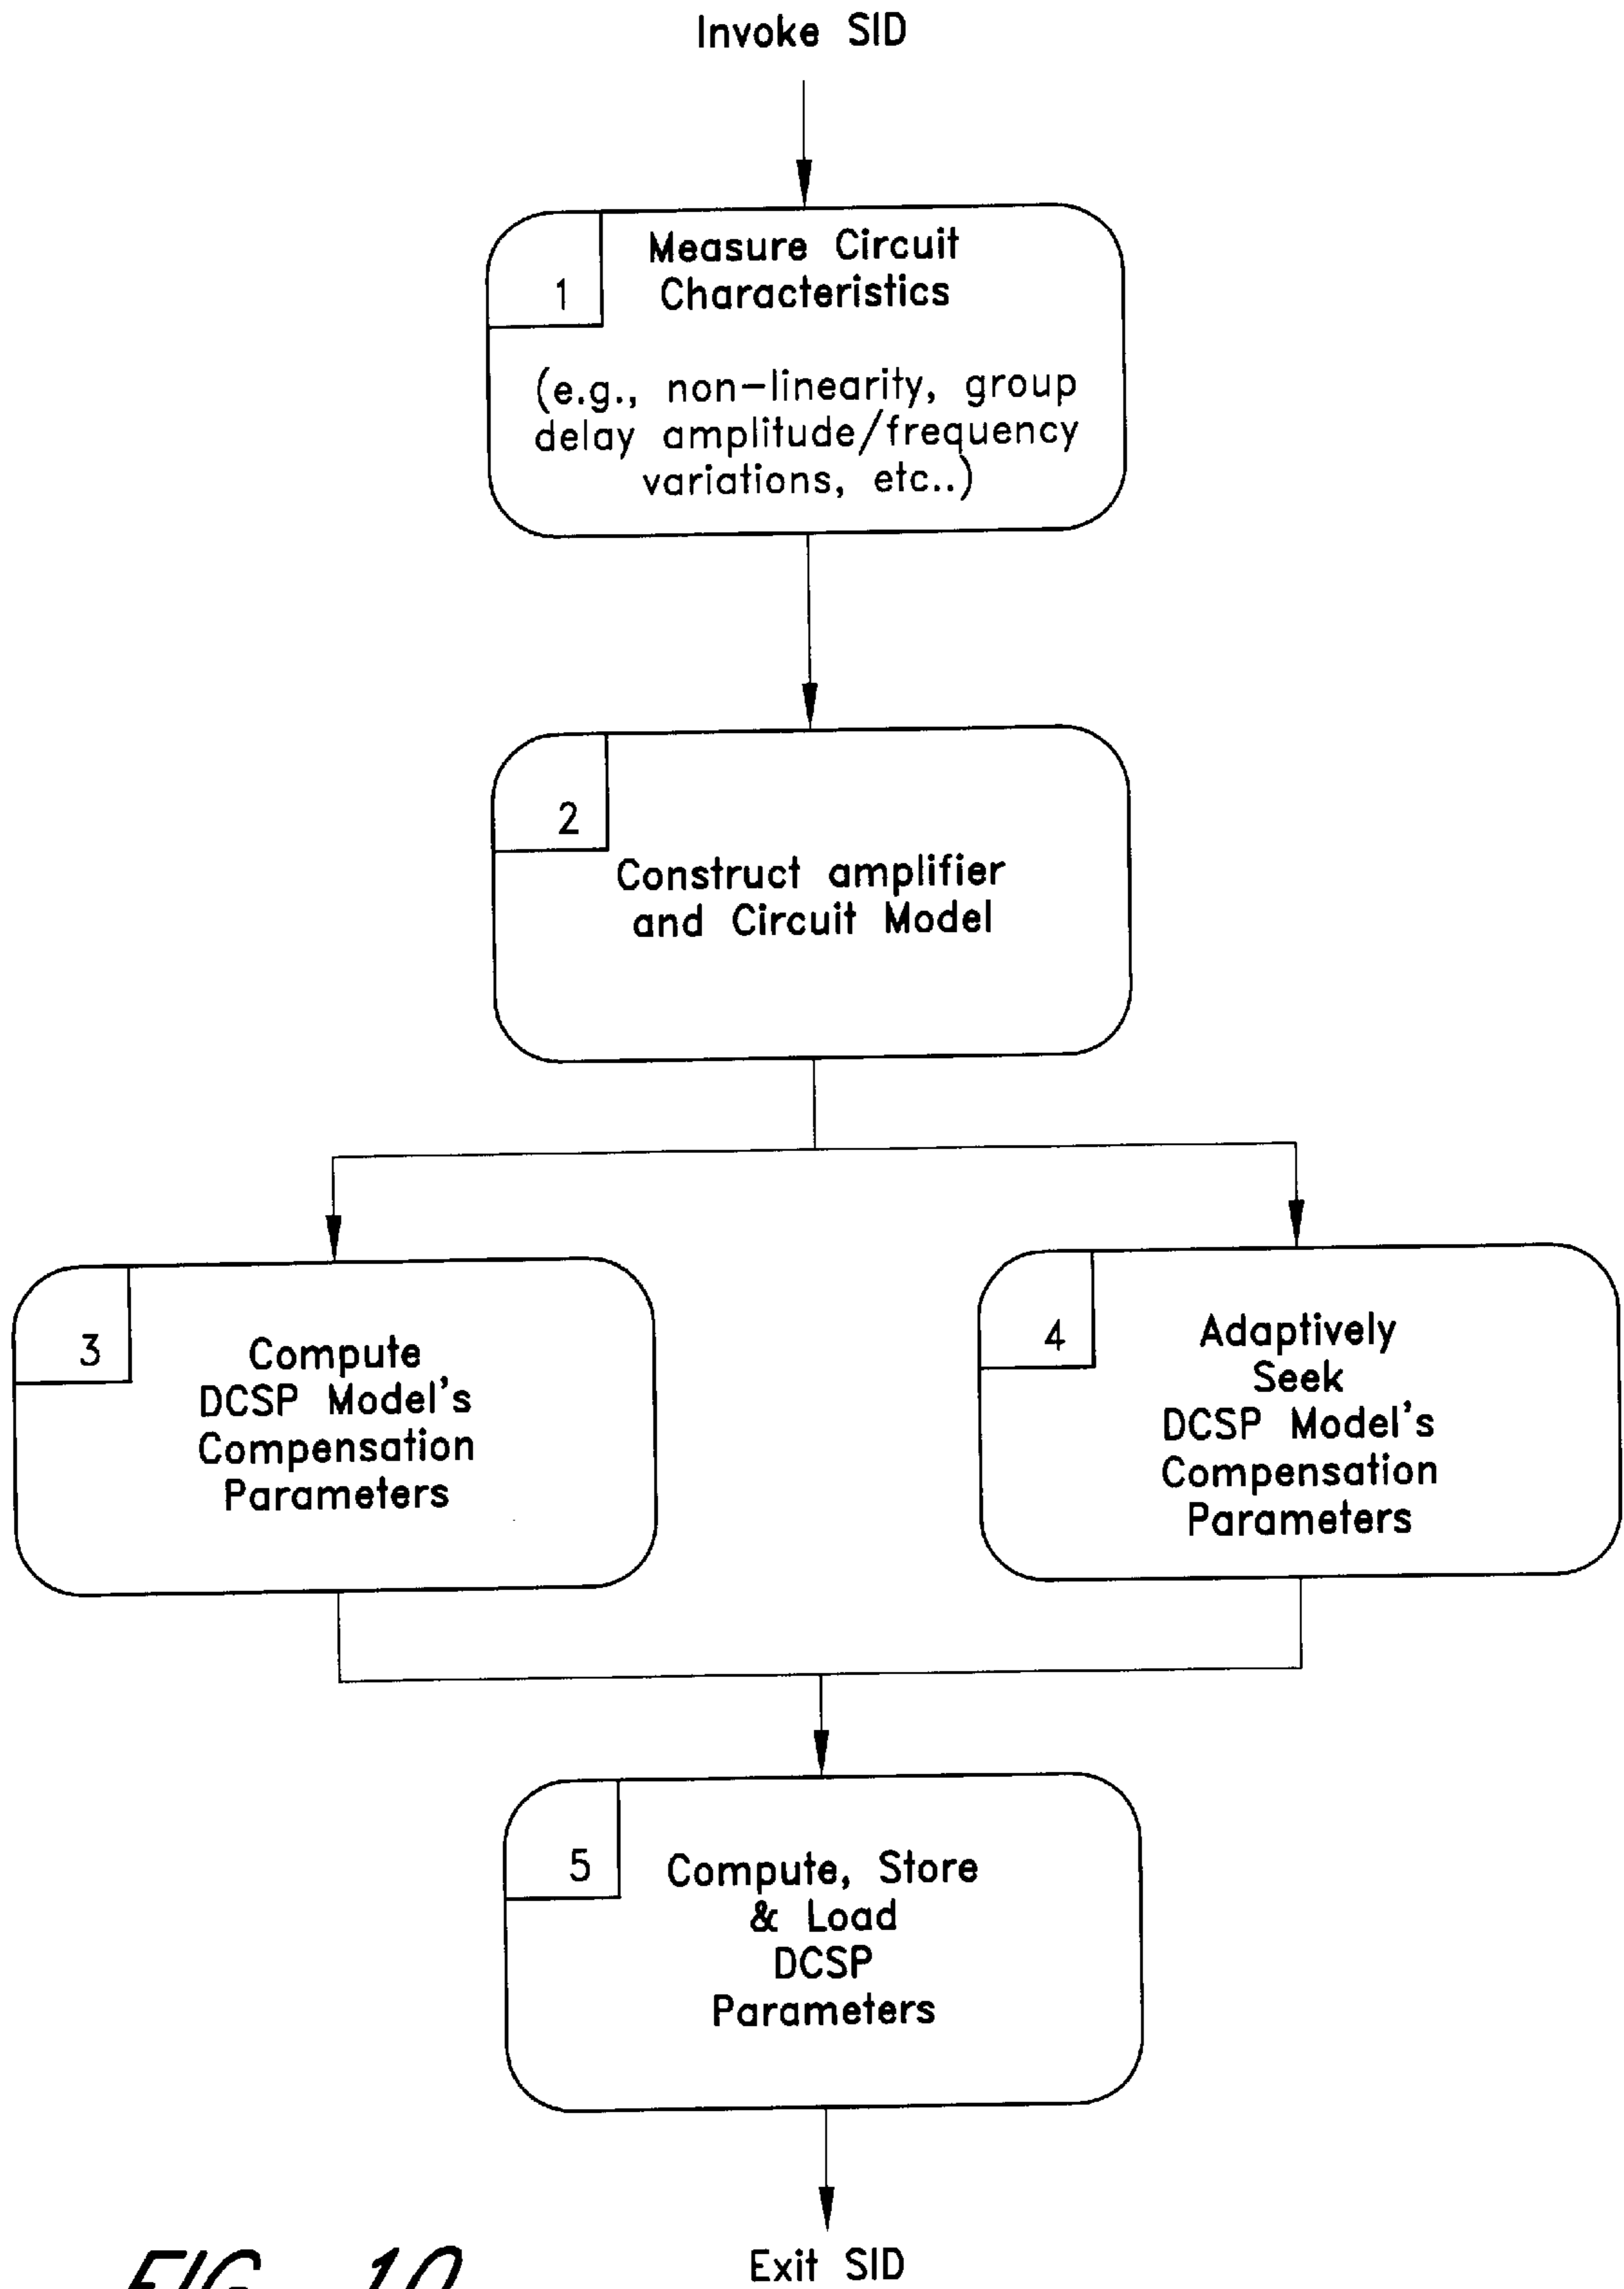 Invoke SID
1
Measure Circuit
Characteristics
(e.g., non-linearity, group
delay amplitude/frequency
variations, etc..)
2
Construct amplifier
and Circuit Model
3
Compute
DCSP Model's
Compensation
Parameters
4
Adaptively
Seek
DCSP Model's
Compensation
Parameters
5
Compute, Store
& Load
DCSP
Parameters
Exit SID
FIG. 10